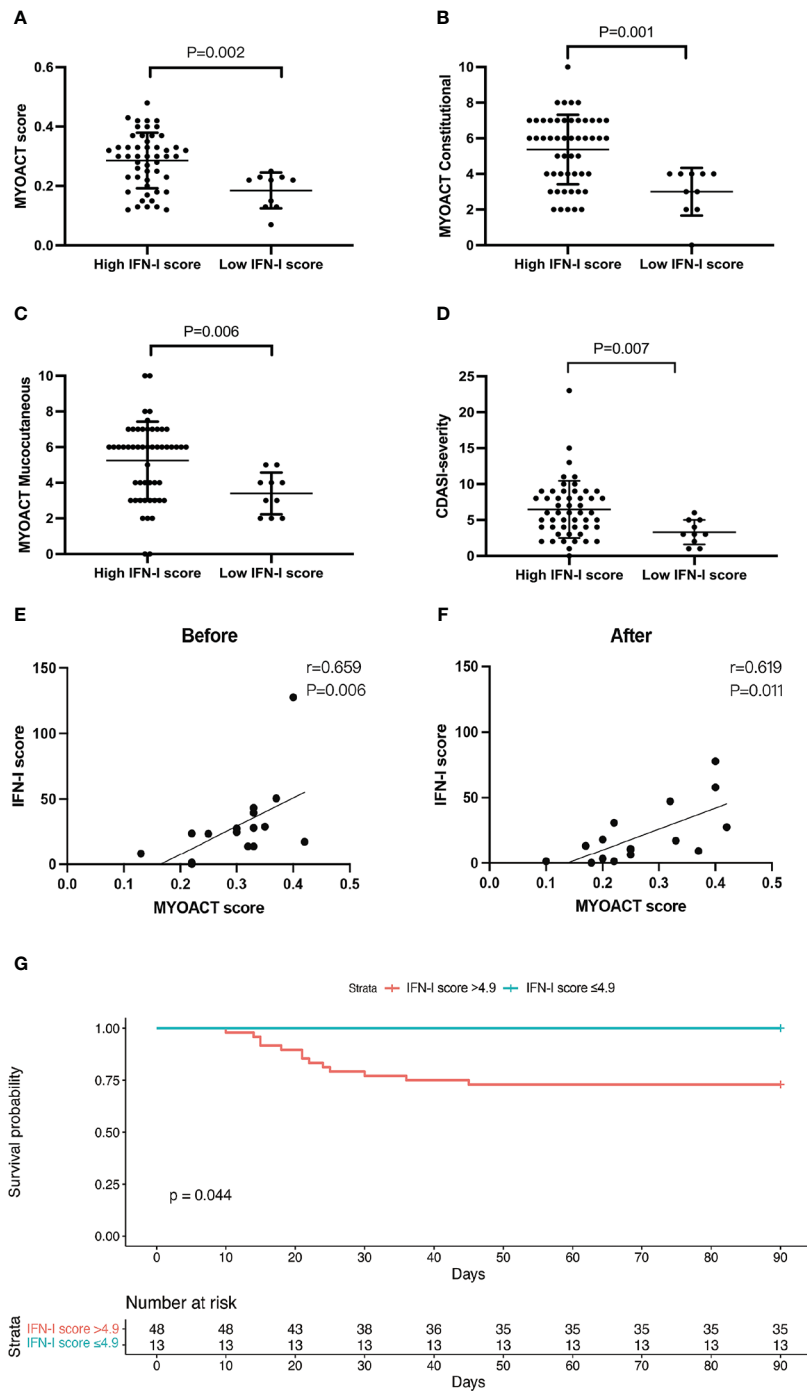 A
P=0.002
MYOACT score
0.6
0.4
0.2
0.0
High IFN-I score Low IFN-I score
B
P=0.001
MYOACT Constitutional
10
8
6
4
2
0
High IFN-I score Low IFN-I score
C
P=0.006
MYOACT Mucocutaneous
10
8
6
4
2
0
High IFN-I score Low IFN-I score
D
P=0.007
CDASI-severity
25
20
15
10
5
0
High IFN-I score Low IFN-I score
E
Before
r=0.659
P=0.006
IFN-I score
150
100
50
0
0.0 0.1 0.2 0.3 0.4 0.5
MYOACT score
F
After
r=0.619
P=0.011
IFN-I score
150
100
50
0
0.0 0.1 0.2 0.3 0.4 0.5
MYOACT score
G
Strata IFN-I score >4.9 IFN-I score ≤4.9
Survival probability
1.00
0.75
0.50
0.25
0.00
p = 0.044
0 10 20 30 40 50 60 70 80 90
Days
Number at risk
Strata
IFN-I score >4.9 48 48 43 38 36 35 35 35 35 35
IFN-I score ≤4.9 13 13 13 13 13 13 13 13 13 13
0 10 20 30 40 50 60 70 80 90
Days